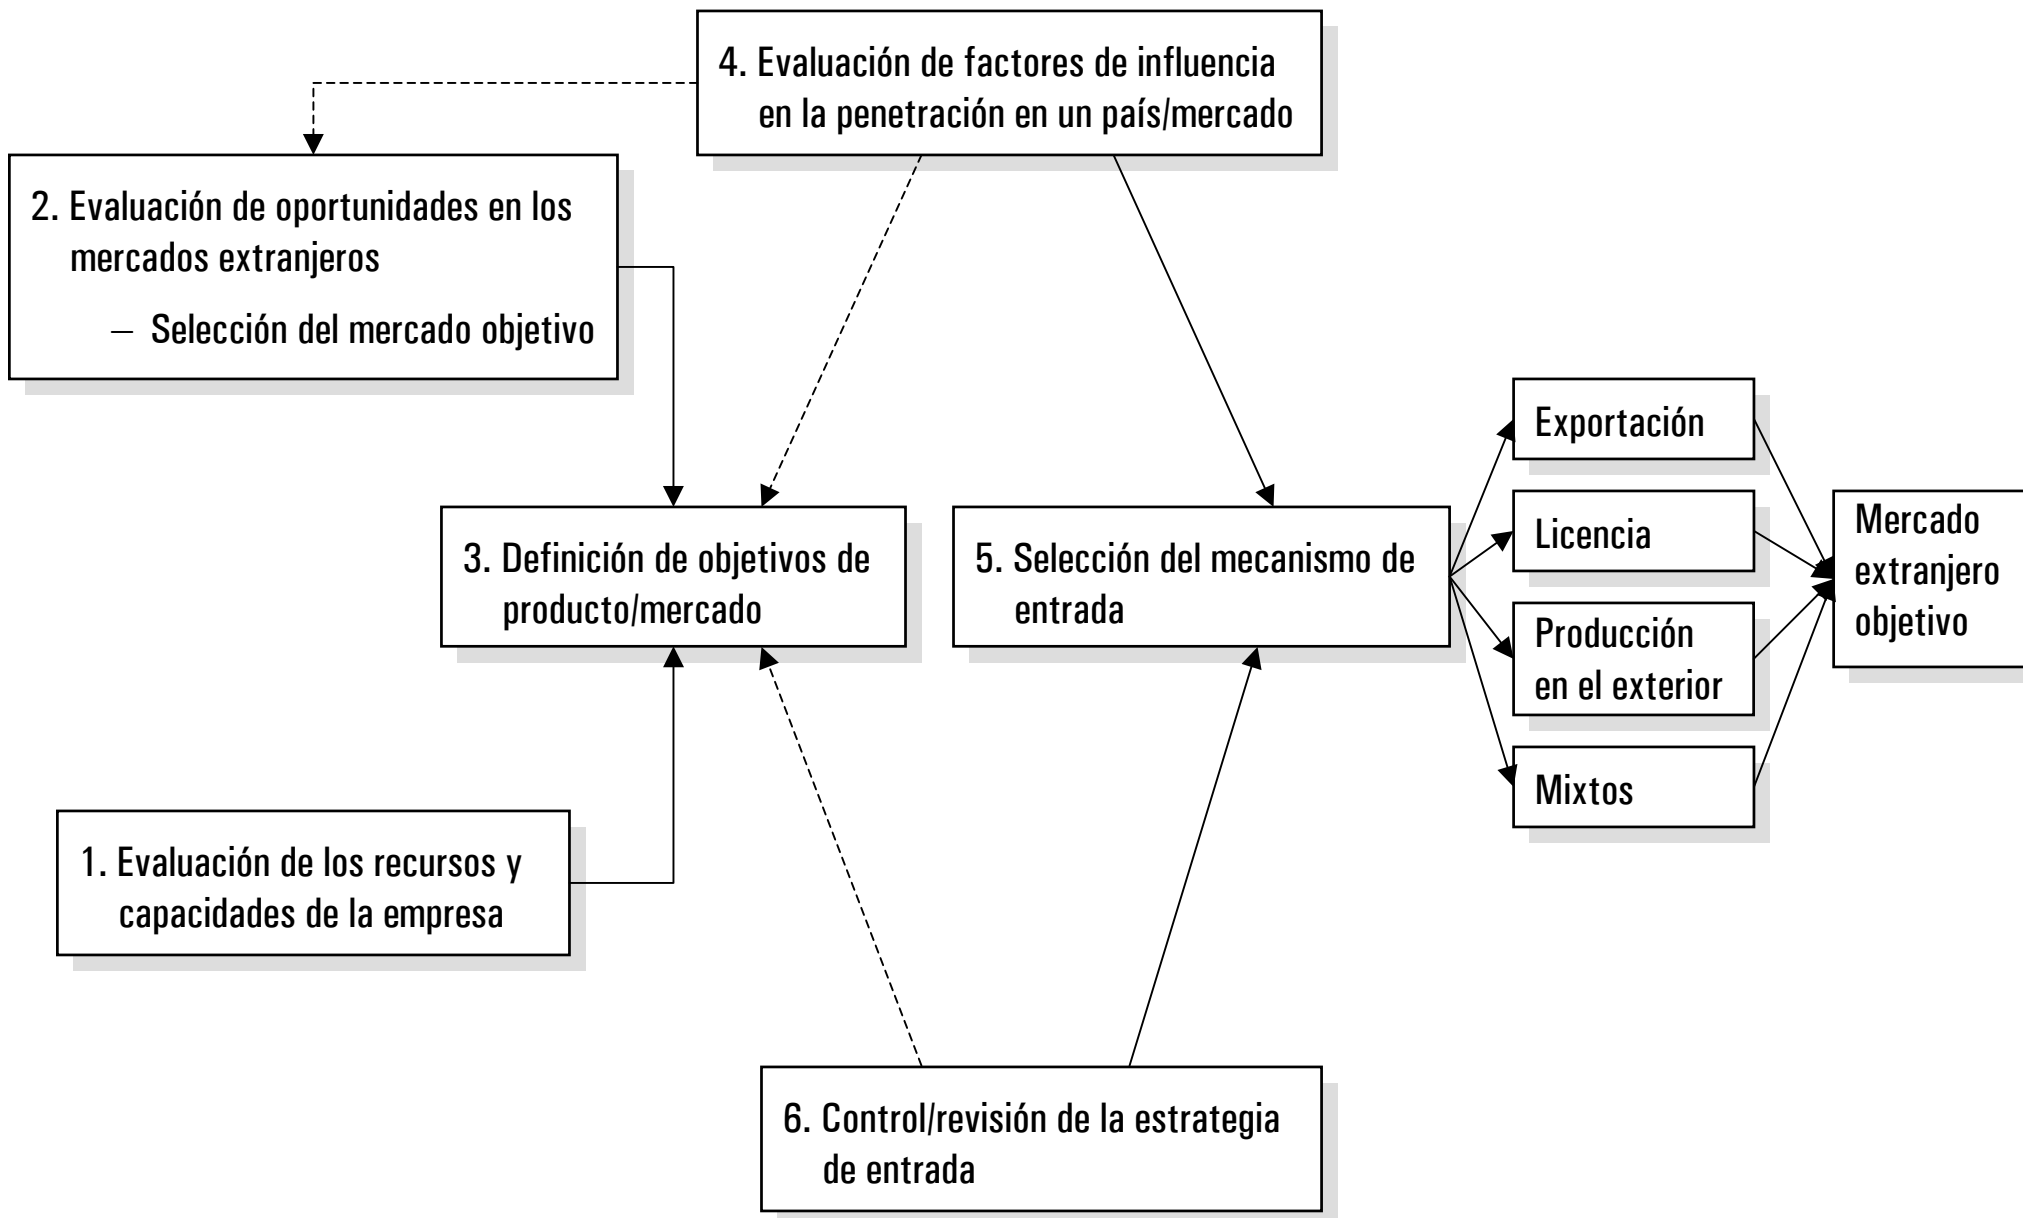 4. Evaluación de factores de influencia
en la penetración en un país/mercado
2. Evaluación de oportunidades en los
mercados extranjeros
– Selección del mercado objetivo
3. Definición de objetivos de
producto/mercado
5. Selección del mecanismo de
entrada
Exportación
Licencia
Producción
en el exterior
Mixtos
Mercado
extranjero
objetivo
1. Evaluación de los recursos y
capacidades de la empresa
6. Control/revisión de la estrategia
de entrada